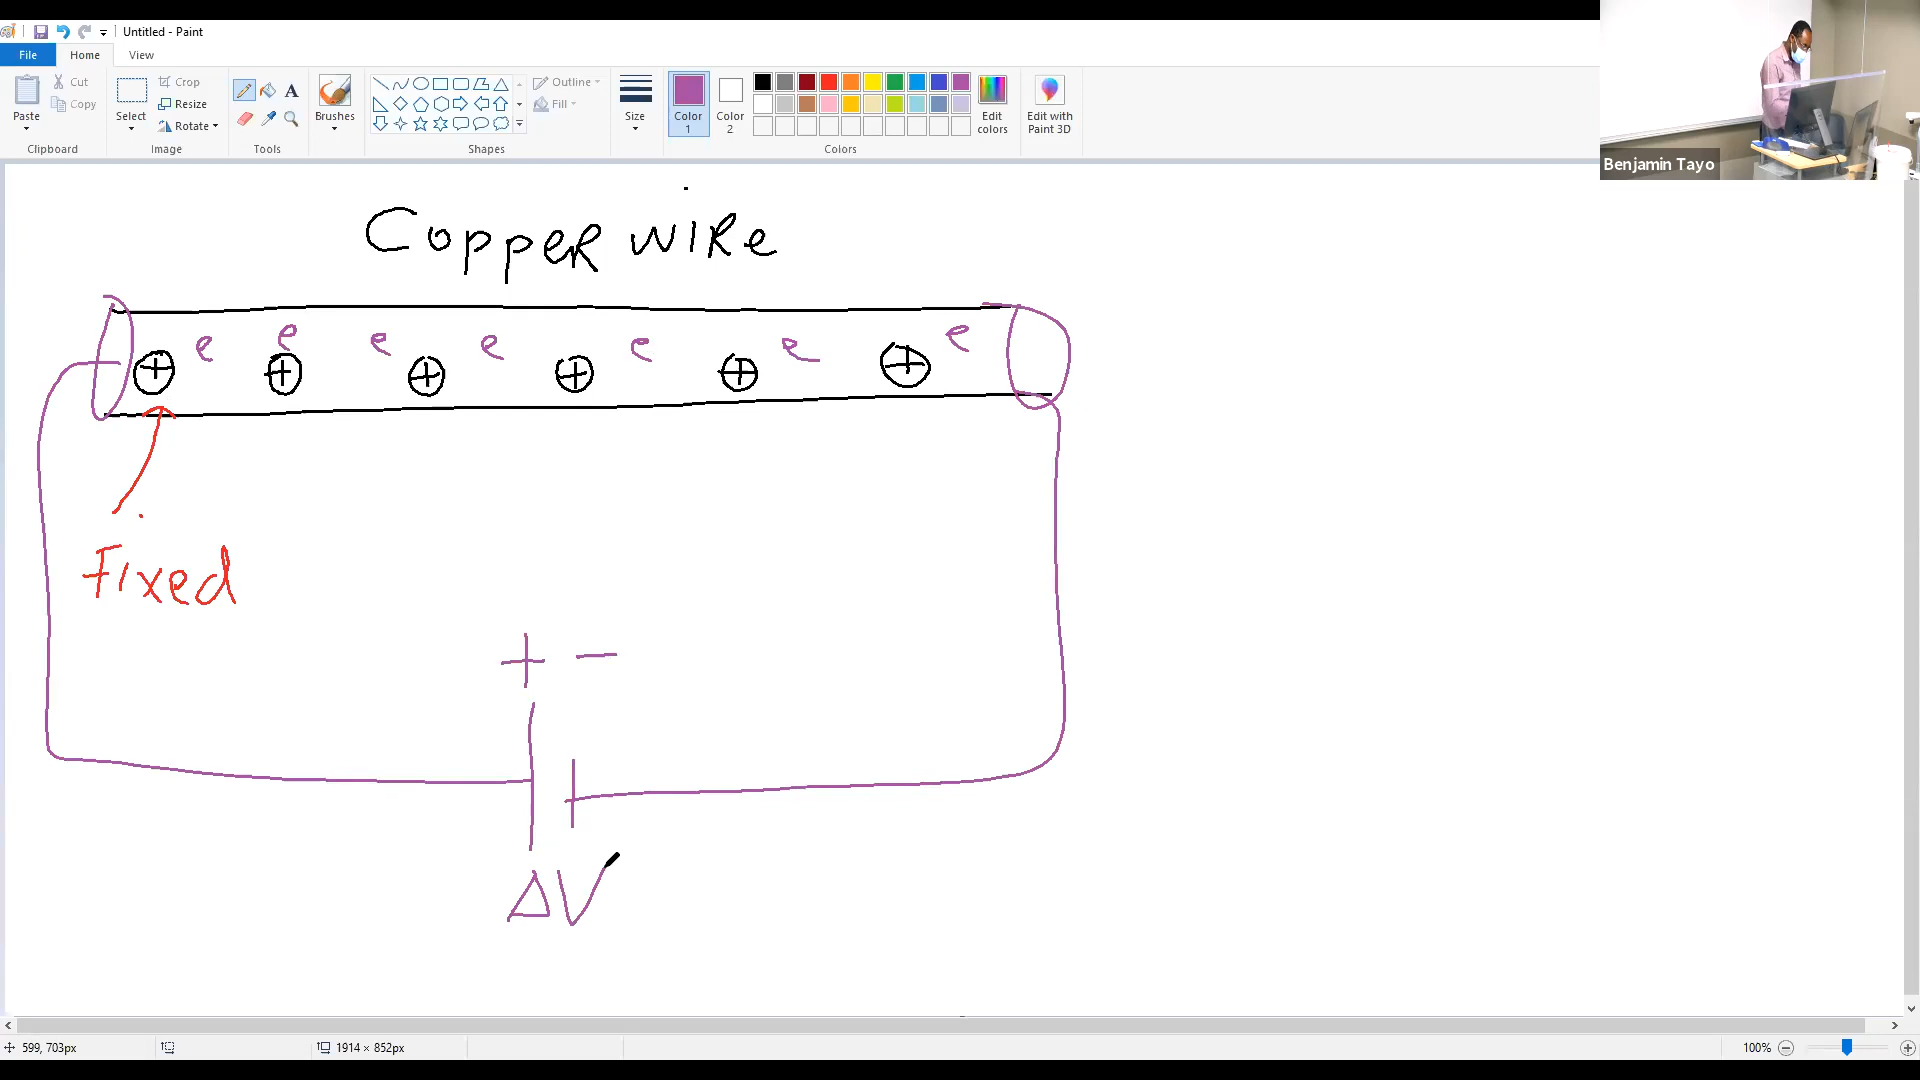 Untitled - Paint
File Home View
Paste
Cut
Copy
Clipboard
Select
Crop
Resize
Rotate
Image
A
Tools
Brushes
Shapes
Outline
Fill
Size
Color 1
Color 2
Edit colors
Colors
Edit with Paint 3D
Benjamin Tayo
Copper wire
e e e e e e e
+ + + + + + +
Fixed
+ −
ΔV
599, 703px
1914 × 852px
100%